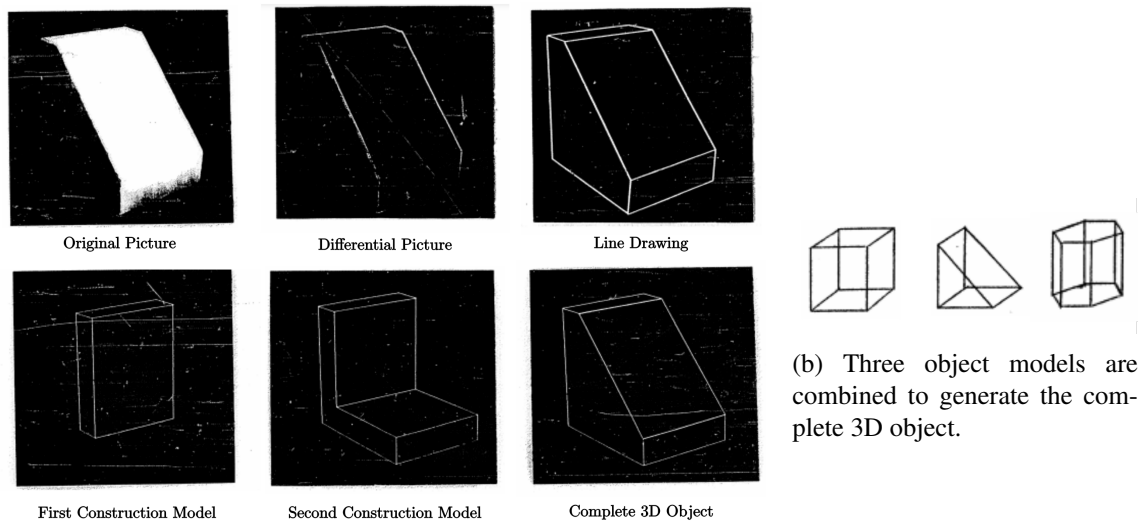 Original Picture
Differential Picture
Line Drawing
First Construction Model
Second Construction Model
Complete 3D Object
(b) Three object models are
combined to generate the com-
plete 3D object.